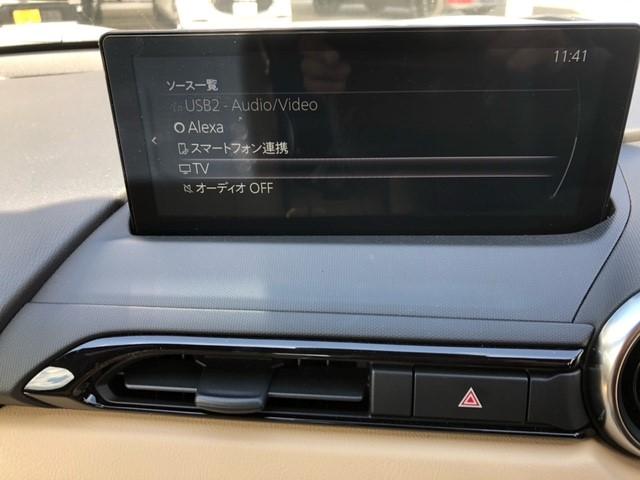 11:41
ソース一覧
USB2 - Audio/Video
Alexa
スマートフォン連携
TV
オーディオ OFF